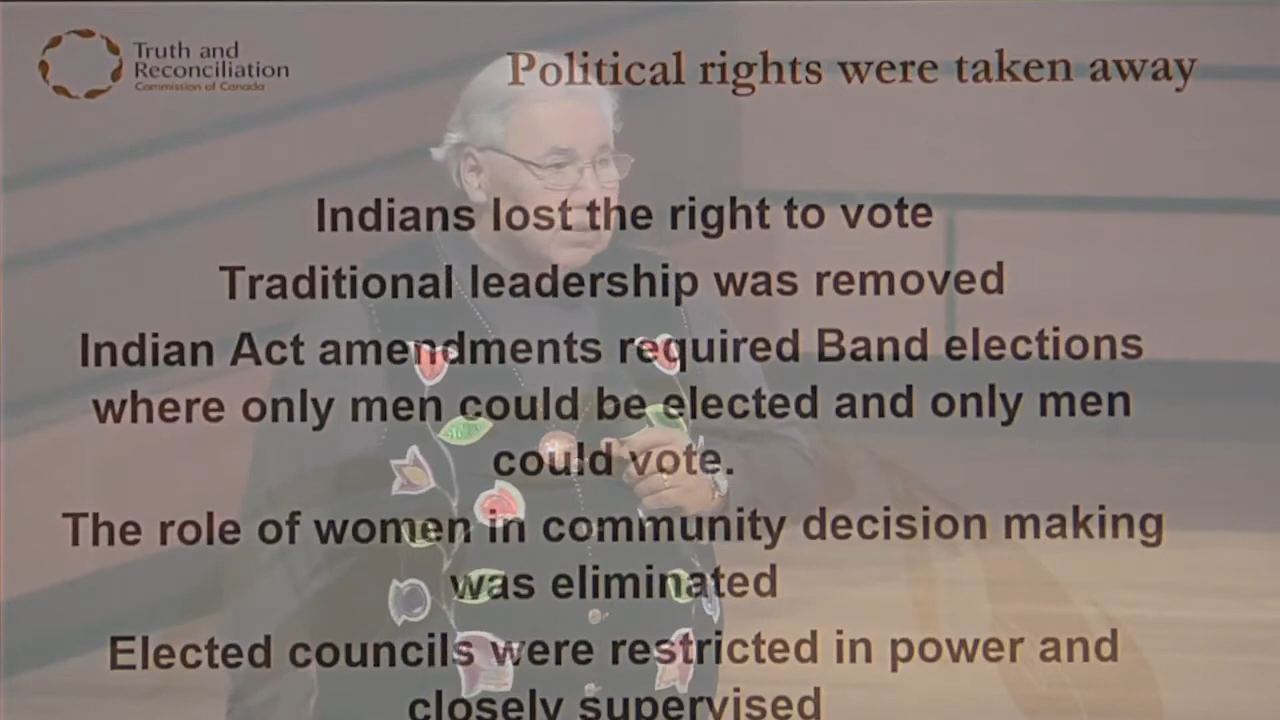 Truth and
Reconciliation
Commission of Canada
Political rights were taken away
Indians lost the right to vote
Traditional leadership was removed
Indian Act amendments required Band elections
where only men could be elected and only men
could vote.
The role of women in community decision making
was eliminated
Elected councils were restricted in power and
closely supervised